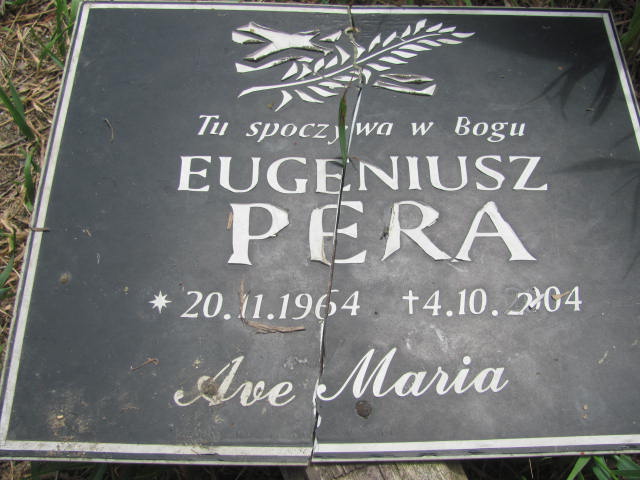 Tu spoczywa w Bogu
EUGENIUSZ
PERA
* 20.11.1964 †4.10.2004
Ave Maria